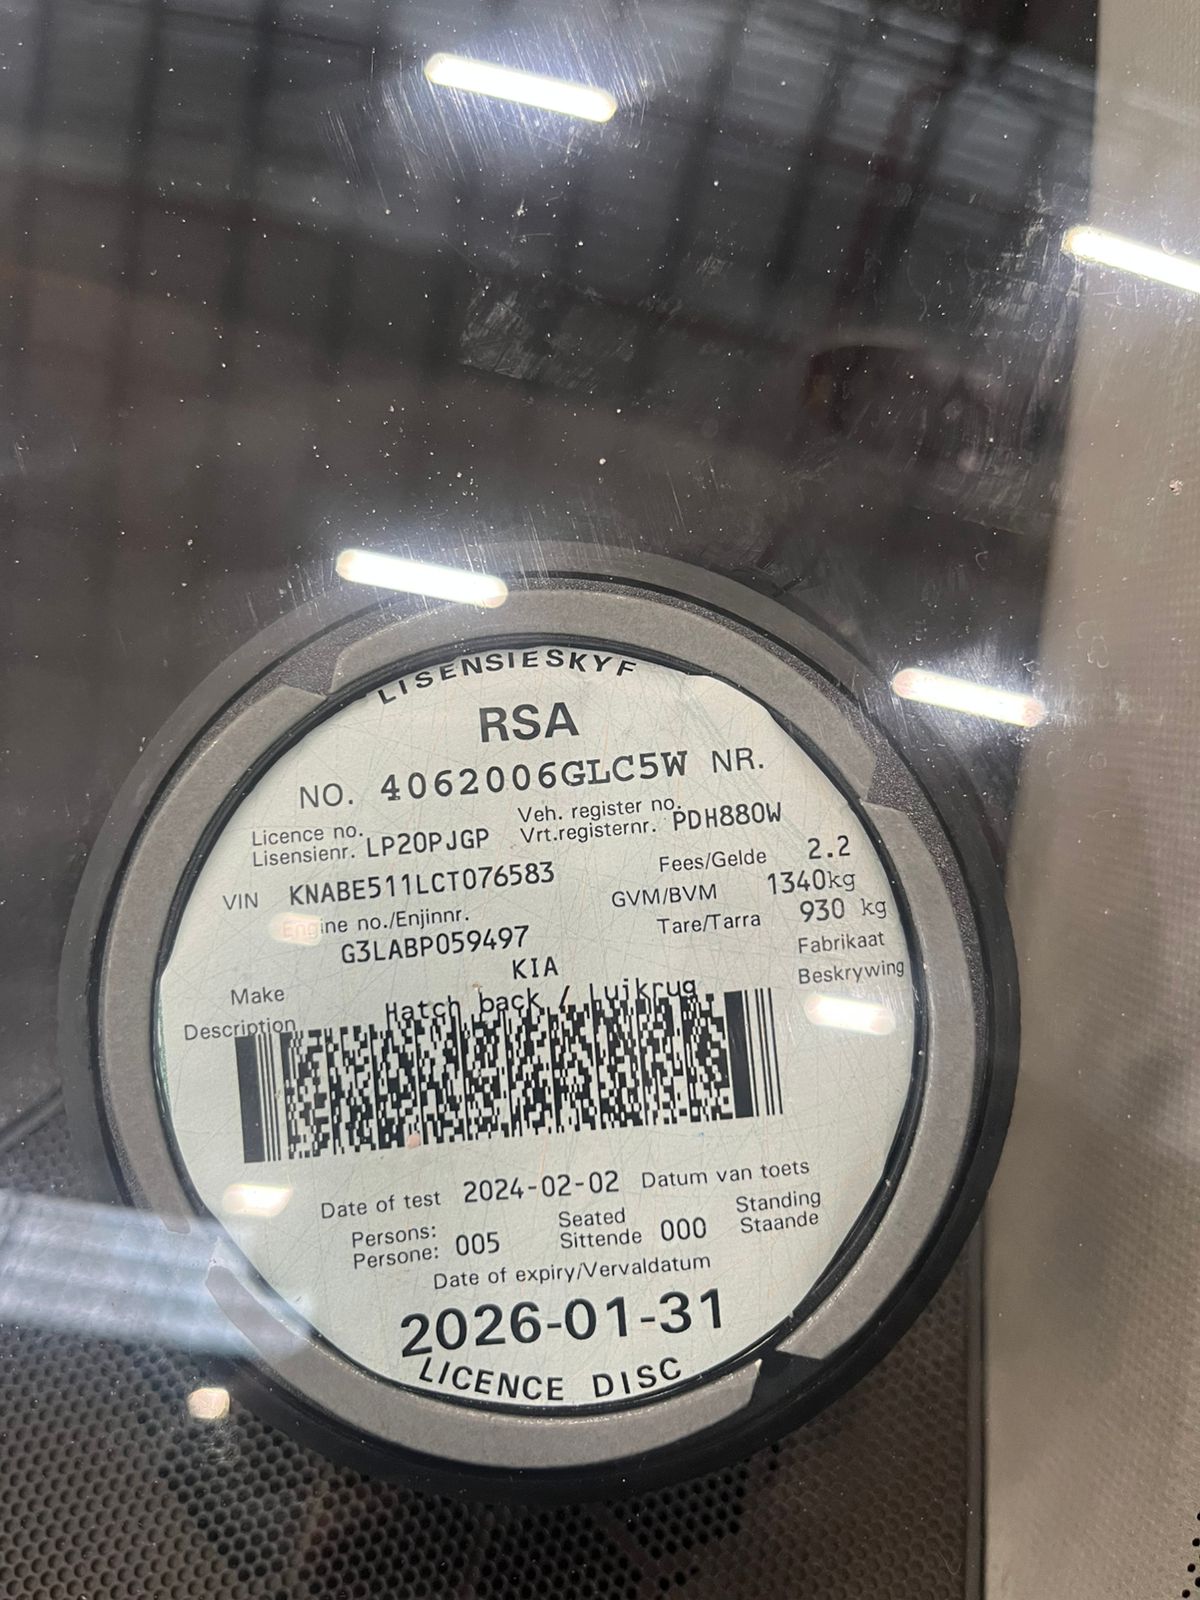 LISENSIESKYF
RSA
NO. 4062006GLC5W NR.
Licence no. Lisensienr. LP20PJGP Veh. register no. Vrt.registernr. PDH880W
VIN KNABE511LCT076583 Fees/Gelde 2.2
Engine no./Enjinnr. GVM/BVM 1340kg
G3LABP059497 Tare/Tarra 930 kg
Make KIA Fabrikaat
Description Hatch back / Luikrug Beskrywing
Date of test 2024-02-02 Datum van toets
Persons: Persone: 005 Seated Sittende 000 Standing Staande
Date of expiry/Vervaldatum
2026-01-31
LICENCE DISC